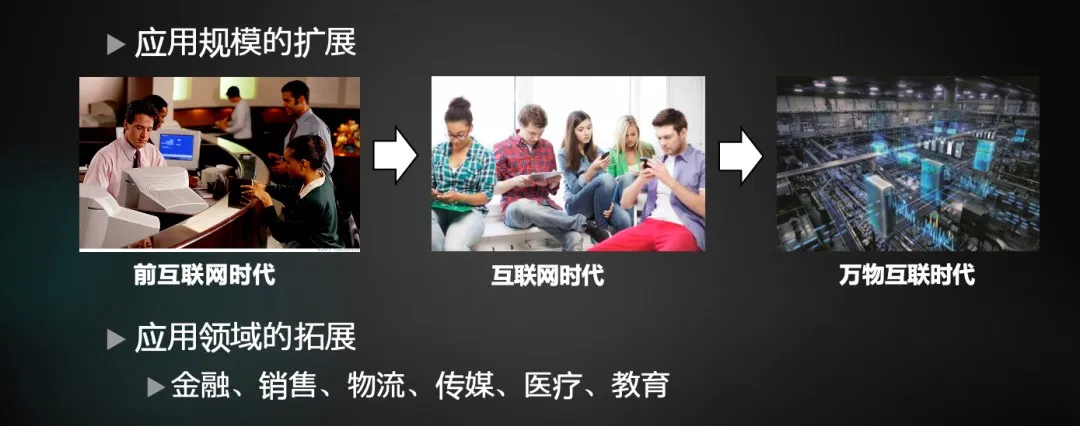 应用规模的扩展
前互联网时代
互联网时代
万物互联时代
应用领域的拓展
金融、销售、物流、传媒、医疗、教育